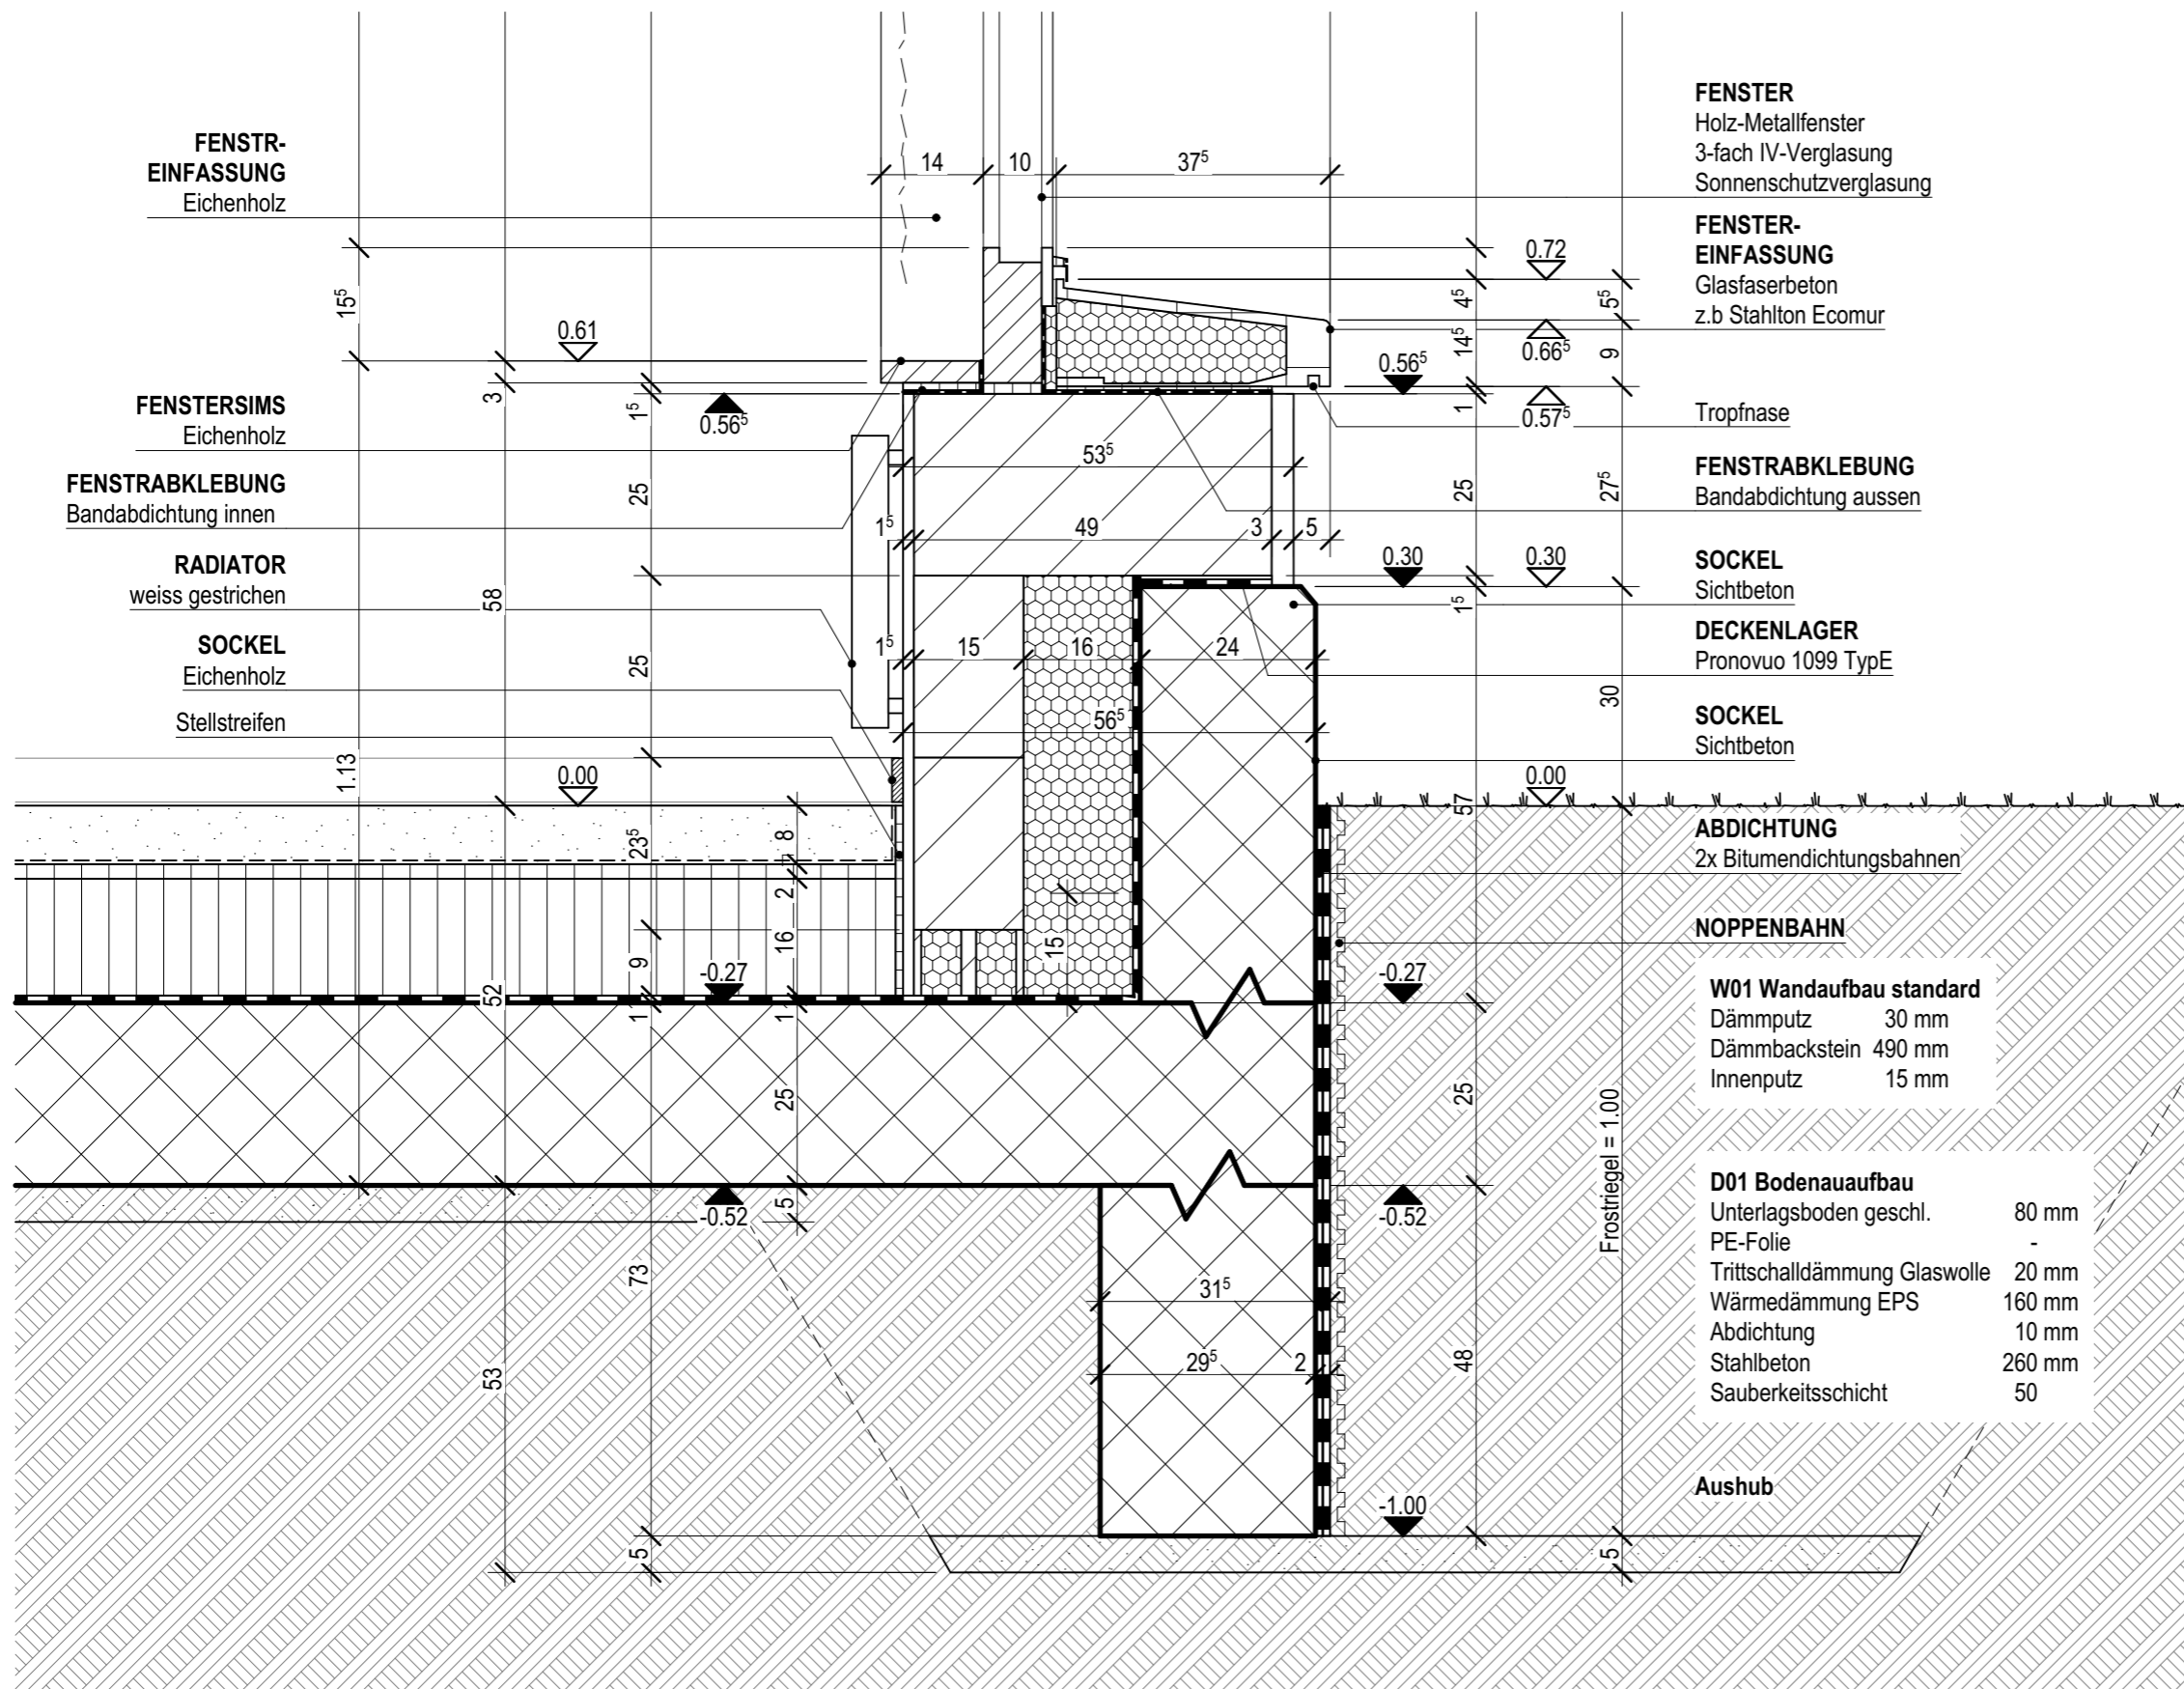 FENSTR-
EINFASSUNG
Eichenholz
FENSTERSIMS
Eichenholz
FENSTRABKLEBUNG
Bandabdichtung innen
RADIATOR
weiss gestrichen
SOCKEL
Eichenholz
Stellstreifen
15⁵
1.13
3
58
52
53
1⁵
25
25
23⁵
9
1
73
5
8
2
16
1
25
5
0.61
0.56⁵
0.00
-0.27
-0.52
14
10
37⁵
53⁵
1⁵
49
3
5
1⁵
15
16
24
56⁵
15
31⁵
29⁵
2
0.56⁵
0.30
-0.27
-0.52
-1.00
4⁵
14⁵
1
25
1⁵
57
25
48
0.72
0.66⁵
0.57⁵
0.30
0.00
5⁵
9
27⁵
30
Frostriegel = 1.00
5
FENSTER
Holz-Metallfenster
3-fach IV-Verglasung
Sonnenschutzverglasung
FENSTER-
EINFASSUNG
Glasfaserbeton
z.b Stahlton Ecomur
Tropfnase
FENSTRABKLEBUNG
Bandabdichtung aussen
SOCKEL
Sichtbeton
DECKENLAGER
Pronovuo 1099 TypE
SOCKEL
Sichtbeton
ABDICHTUNG
2x Bitumendichtungsbahnen
NOPPENBAHN
W01 Wandaufbau standard
Dämmputz 30 mm
Dämmbackstein 490 mm
Innenputz 15 mm
D01 Bodenauaufbau
Unterlagsboden geschl. 80 mm
PE-Folie -
Trittschalldämmung Glaswolle 20 mm
Wärmedämmung EPS 160 mm
Abdichtung 10 mm
Stahlbeton 260 mm
Sauberkeitsschicht 50
Aushub